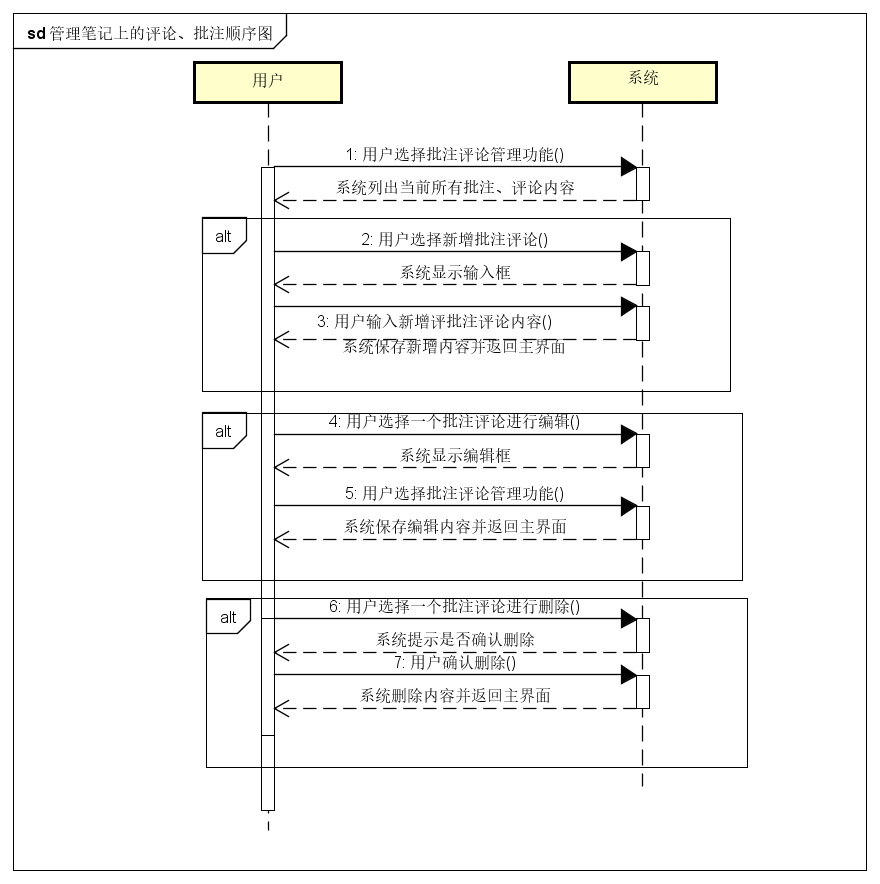 sd 管理笔记上的评论、批注顺序图
用户
系统
1: 用户选择批注评论管理功能()
系统列出当前所有批注、评论内容
alt
2: 用户选择新增批注评论()
系统显示输入框
3: 用户输入新增评批注评论内容()
系统保存新增内容并返回主界面
alt
4: 用户选择一个批注评论进行编辑()
系统显示编辑框
5: 用户选择批注评论管理功能()
系统保存编辑内容并返回主界面
alt
6: 用户选择一个批注评论进行删除()
系统提示是否确认删除
7: 用户确认删除()
系统删除内容并返回主界面